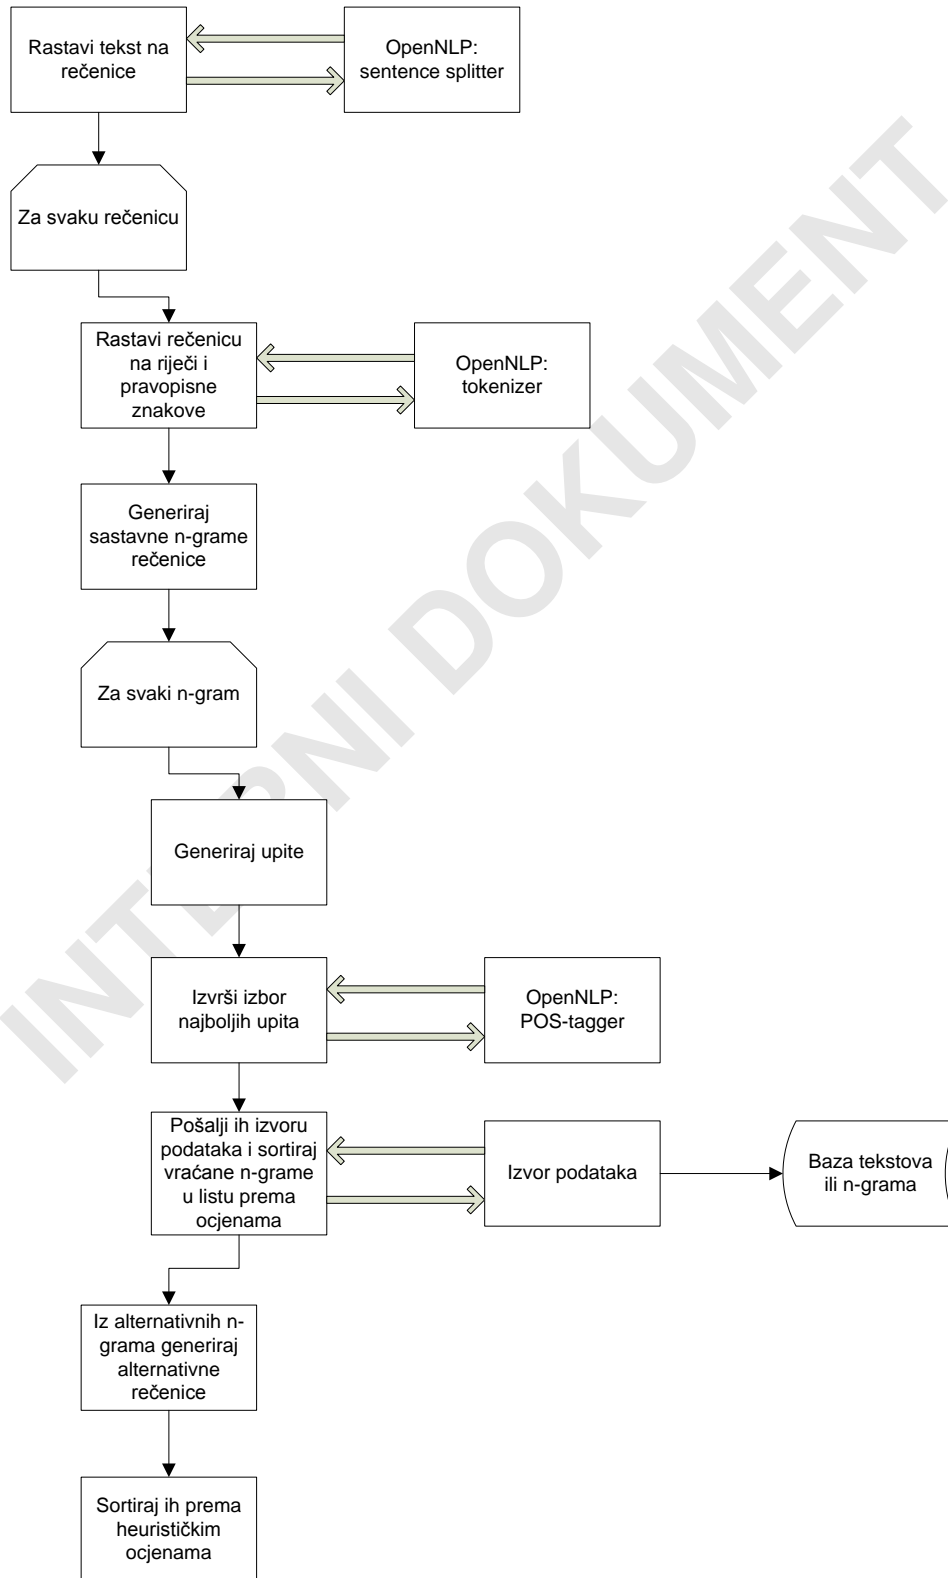 Rastavi tekst na
rečenice
OpenNLP:
sentence splitter
Za svaku rečenicu
Rastavi rečenicu
na riječi i
pravopisne
znakove
OpenNLP:
tokenizer
Generiraj
sastavne n-grame
rečenice
Za svaki n-gram
Generiraj upite
Izvrši izbor
najboljih upita
OpenNLP:
POS-tagger
Pošalji ih izvoru
podataka i sortiraj
vraćane n-grame
u listu prema
ocjenama
Izvor podataka
Baza tekstova
ili n-grama
Iz alternativnih n-
grama generiraj
alternativne
rečenice
Sortiraj ih prema
heurističkim
ocjenama
INTERNI DOKUMENT